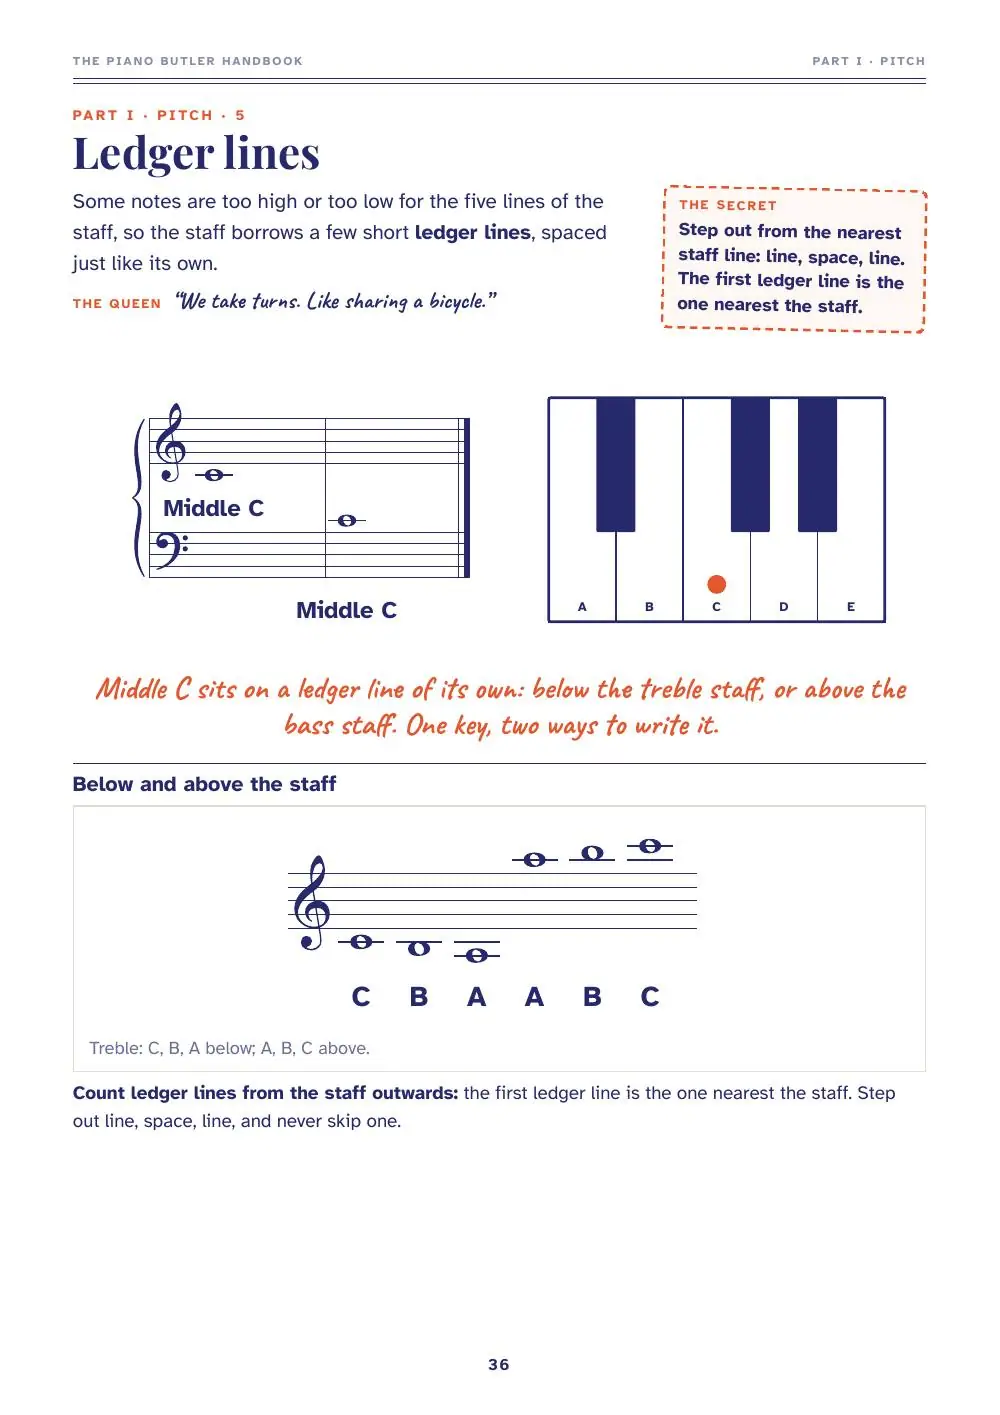 THE PIANO BUTLER HANDBOOK
PART I · PITCH
PART I · PITCH · 5
Ledger lines
Some notes are too high or too low for the five lines of the
staff, so the staff borrows a few short ledger lines, spaced
just like its own.
THE QUEEN “We take turns. Like sharing a bicycle.”
THE SECRET
Step out from the nearest
staff line: line, space, line.
The first ledger line is the
one nearest the staff.
Middle C
Middle C
A B C D E
Middle C sits on a ledger line of its own: below the treble staff, or above the
bass staff. One key, two ways to write it.
Below and above the staff
C B A A B C
Treble: C, B, A below; A, B, C above.
Count ledger lines from the staff outwards: the first ledger line is the one nearest the staff. Step
out line, space, line, and never skip one.
36